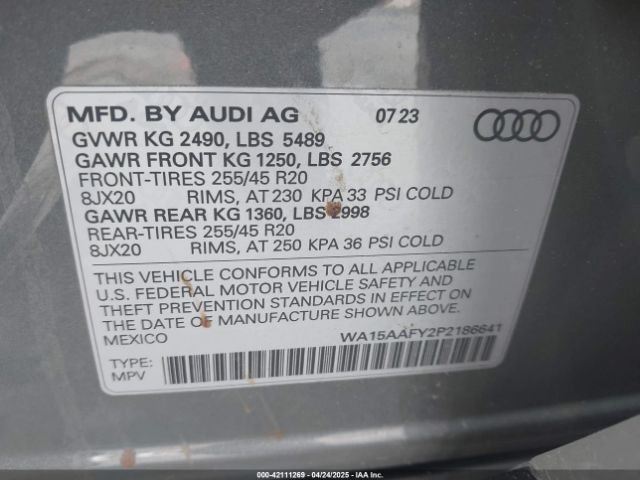 MFD. BY AUDI AG 07 23
GVWR KG 2490, LBS 5489
GAWR FRONT KG 1250, LBS 2756
FRONT-TIRES 255/45 R20
8JX20 RIMS, AT 230 KPA 33 PSI COLD
GAWR REAR KG 1360, LBS 2998
REAR-TIRES 255/45 R20
8JX20 RIMS, AT 250 KPA 36 PSI COLD
THIS VEHICLE CONFORMS TO ALL APPLICABLE
U.S. FEDERAL MOTOR VEHICLE SAFETY AND
THEFT PREVENTION STANDARDS IN EFFECT ON
THE DATE OF MANUFACTURE SHOWN ABOVE.
MEXICO WA15AAFY2P2186641
TYPE:
MPV
000-42111269 - 04/24/2025 - IAAI.COM